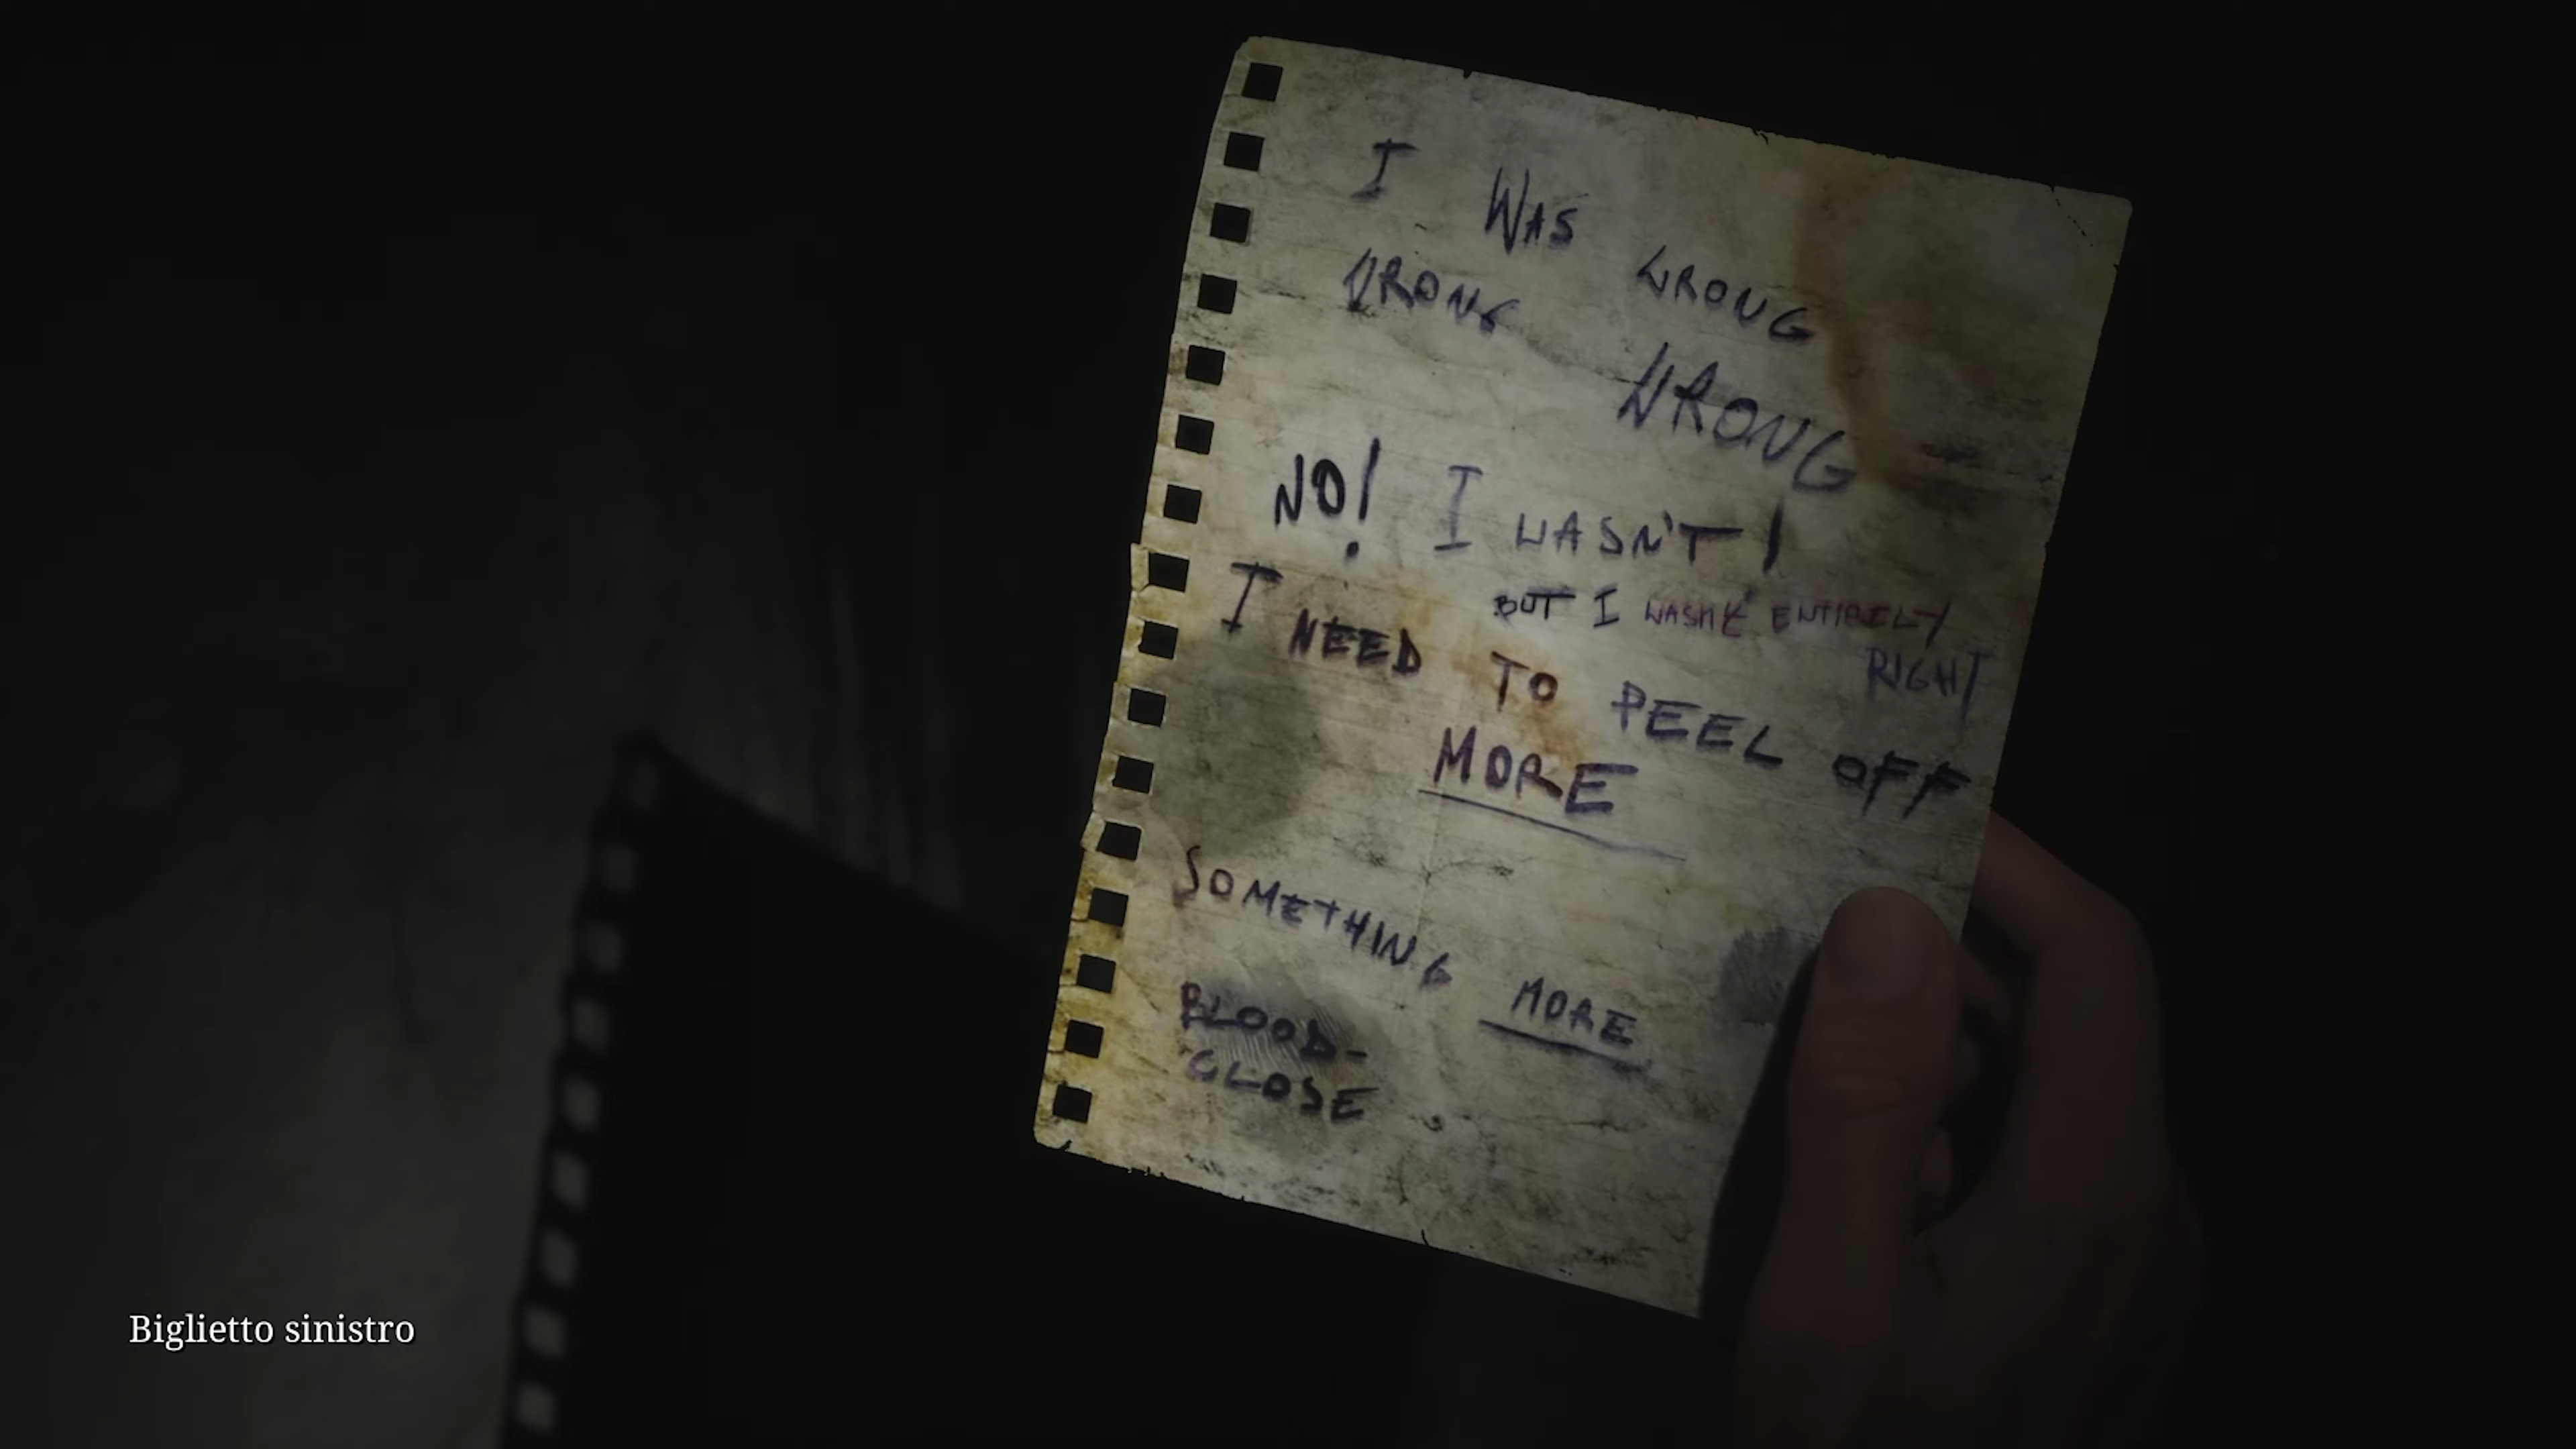 I WAS WRONG
WRONG
WRONG
NO! I WASN'T!
BUT I WASN'T ENTIRELY
RIGHT
I NEED TO PEEL OFF
MORE
SOMETHING MORE
BLOOD-
CLOSE
Biglietto sinistro